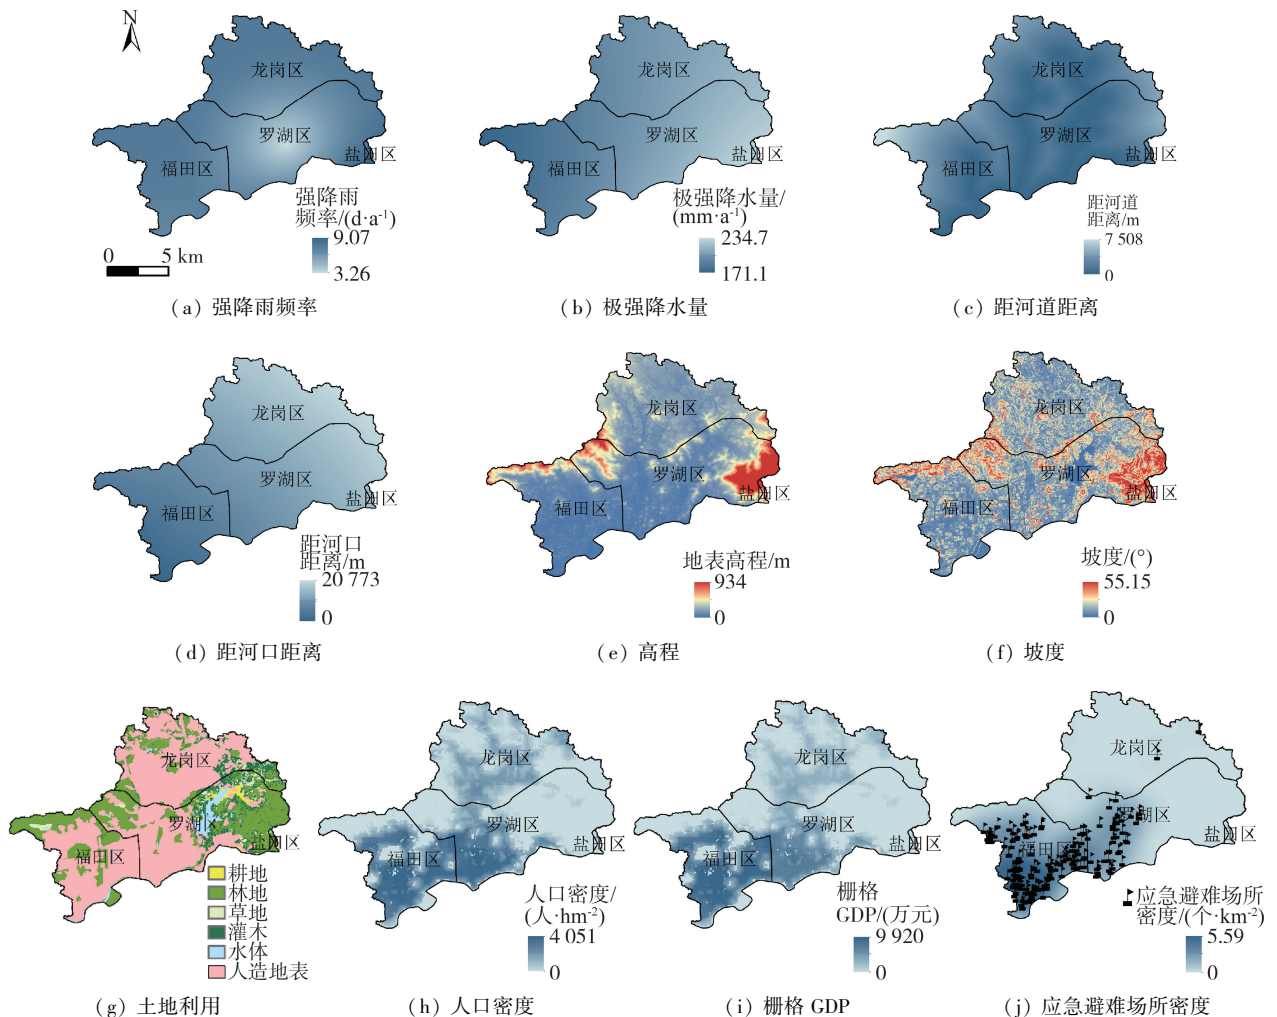 N
龙岗区
罗湖区
福田区
盐田区
强降雨
频率/(d·a⁻¹)
9.07
3.26
0 5 km
(a) 强降雨频率
龙岗区
罗湖区
福田区
盐田区
极强降水量/
(mm·a⁻¹)
234.7
171.1
(b) 极强降水量
距河道
距离/m
7 508
0
(c) 距河道距离
龙岗区
罗湖区
福田区
盐田区
距河口
距离/m
20 773
0
(d) 距河口距离
龙岗区
罗湖区
福田区
盐田区
地表高程/m
934
0
(e) 高程
龙岗区
罗湖区
福田区
盐田区
坡度/(°)
55.15
0
(f) 坡度
龙岗区
罗湖区
福田区
盐田区
耕地
林地
草地
灌木
水体
人造地表
(g) 土地利用
龙岗区
罗湖区
福田区
盐田区
人口密度/
(人·hm⁻²)
4 051
0
(h) 人口密度
龙岗区
罗湖区
福田区
盐田区
栅格
GDP/(万元)
9 920
0
(i) 栅格 GDP
龙岗区
罗湖区
福田区
盐田区
应急避难场所
密度/(个·km⁻²)
5.59
0
(j) 应急避难场所密度